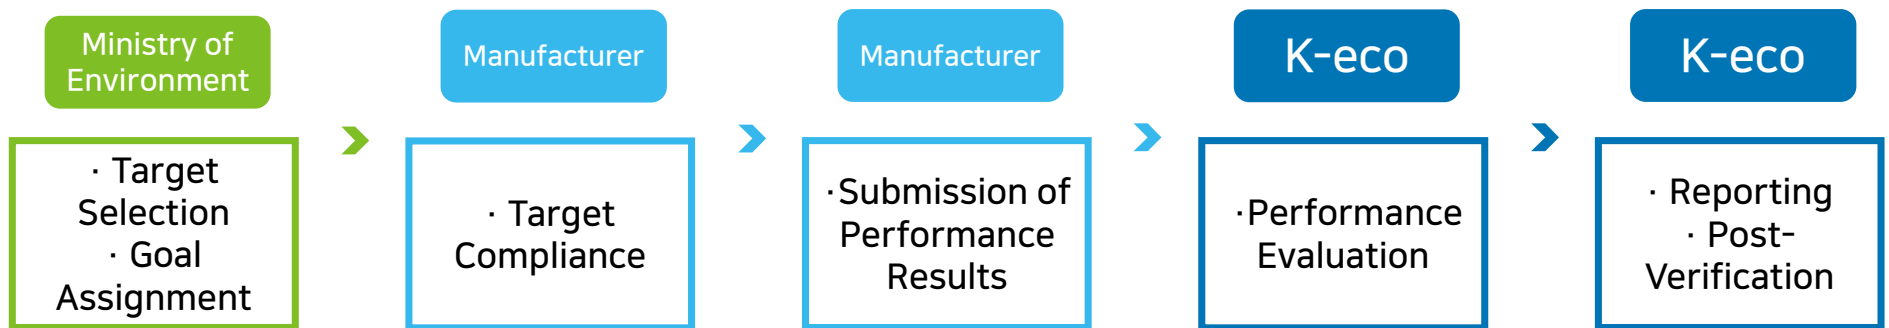 Ministry of
Environment
Manufacturer
Manufacturer
K-eco
K-eco
· Target
Selection
· Goal
Assignment
· Target
Compliance
·Submission of
Performance
Results
·Performance
Evaluation
· Reporting
· Post-
Verification